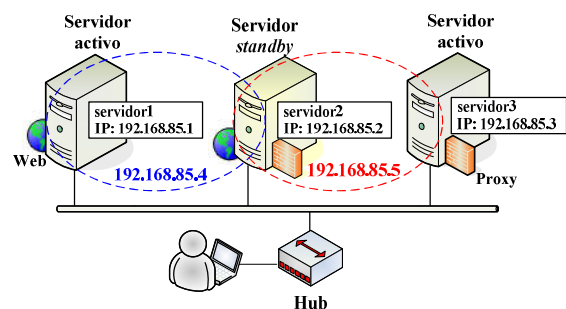 Servidor
activo
Servidor
standby
Servidor
activo
servidor1
IP: 192.168.85.1
servidor2
IP: 192.168.85.2
servidor3
IP: 192.168.85.3
Web
192.168.85.4
192.168.85.5
Proxy
Hub